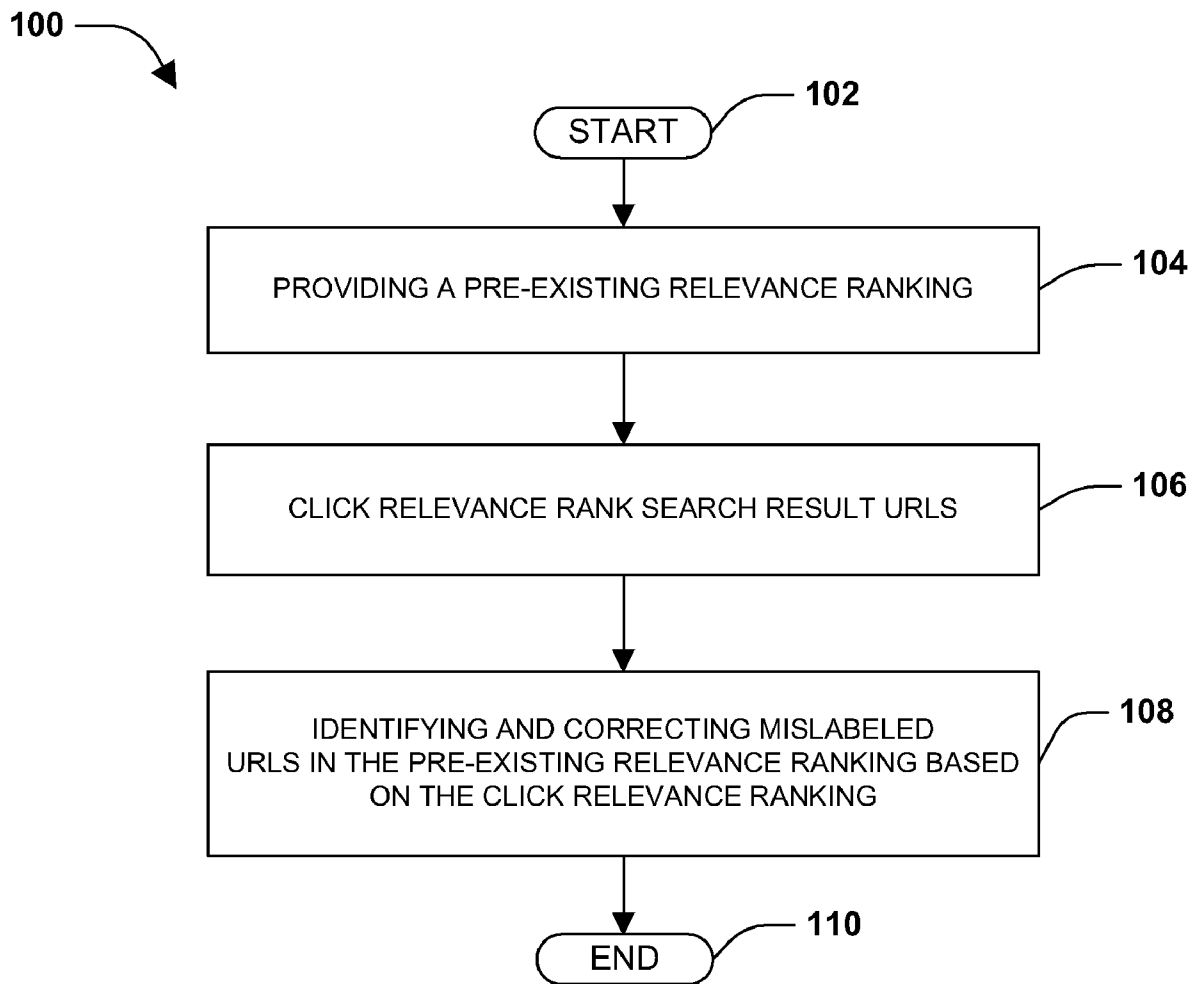 100
102
START
104
PROVIDING A PRE-EXISTING RELEVANCE RANKING
106
CLICK RELEVANCE RANK SEARCH RESULT URLS
108
IDENTIFYING AND CORRECTING MISLABELED
URLS IN THE PRE-EXISTING RELEVANCE RANKING BASED
ON THE CLICK RELEVANCE RANKING
110
END